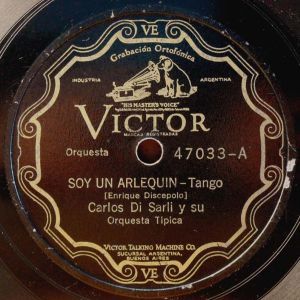 VE
Grabación Ortofónica
INDUSTRIA ARGENTINA
"HIS MASTER'S VOICE"
VICTOR
MARCAS REGISTRADAS
Orquesta 47033-A
SOY UN ARLEQUIN-Tango
[Enrique Discepolo]
Carlos Di Sarli y su
Orquesta Típica
VICTOR TALKING MACHINE CO.
SUCURSAL ARGENTINA,
BUENOS AIRES
VE